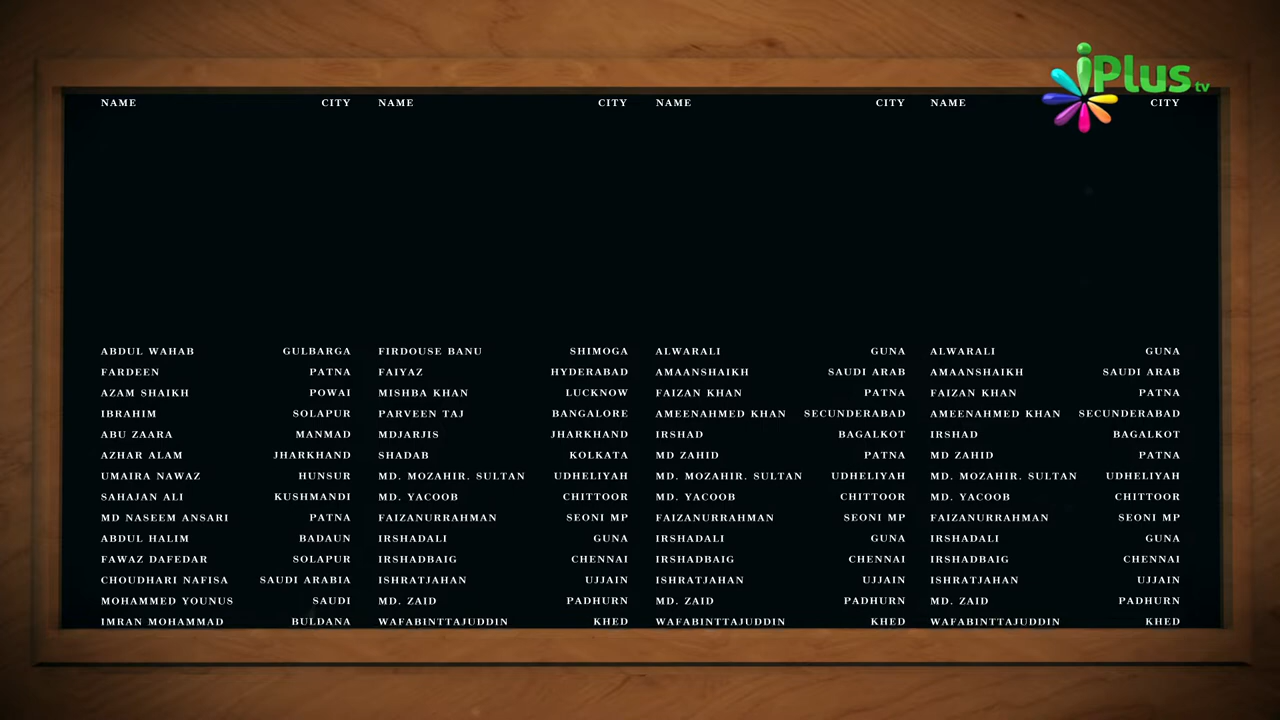 iPlus tv
NAME CITY NAME CITY NAME CITY NAME CITY
ABDUL WAHAB GULBARGA FIRDOUSE BANU SHIMOGA ALWARALI GUNA ALWARALI GUNA
FARDEEN PATNA FAIYAZ HYDERABAD AMAANSHAIKH SAUDI ARAB AMAANSHAIKH SAUDI ARAB
AZAM SHAIKH POWAI MISHBA KHAN LUCKNOW FAIZAN KHAN PATNA FAIZAN KHAN PATNA
IBRAHIM SOLAPUR PARVEEN TAJ BANGALORE AMEENAHMED KHAN SECUNDERABAD AMEENAHMED KHAN SECUNDERABAD
ABU ZAARA MANMAD MDJARJIS JHARKHAND IRSHAD BAGALKOT IRSHAD BAGALKOT
AZHAR ALAM JHARKHAND SHADAB KOLKATA MD ZAHID PATNA MD ZAHID PATNA
UMAIRA NAWAZ HUNSUR MD. MOZAHIR. SULTAN UDHELIYAH MD. MOZAHIR. SULTAN UDHELIYAH MD. MOZAHIR. SULTAN UDHELIYAH
SAHAJAN ALI KUSHMANDI MD. YACOOB CHITTOOR MD. YACOOB CHITTOOR MD. YACOOB CHITTOOR
MD NASEEM ANSARI PATNA FAIZANURRAHMAN SEONI MP FAIZANURRAHMAN SEONI MP FAIZANURRAHMAN SEONI MP
ABDUL HALIM BADAUN IRSHADALI GUNA IRSHADALI GUNA IRSHADALI GUNA
FAWAZ DAFEDAR SOLAPUR IRSHADBAIG CHENNAI IRSHADBAIG CHENNAI IRSHADBAIG CHENNAI
CHOUDHARI NAFISA SAUDI ARABIA ISHRATJAHAN UJJAIN ISHRATJAHAN UJJAIN ISHRATJAHAN UJJAIN
MOHAMMED YOUNUS SAUDI MD. ZAID PADHURN MD. ZAID PADHURN MD. ZAID PADHURN
IMRAN MOHAMMAD BULDANA WAFABINTTAJUDDIN KHED WAFABINTTAJUDDIN KHED WAFABINTTAJUDDIN KHED